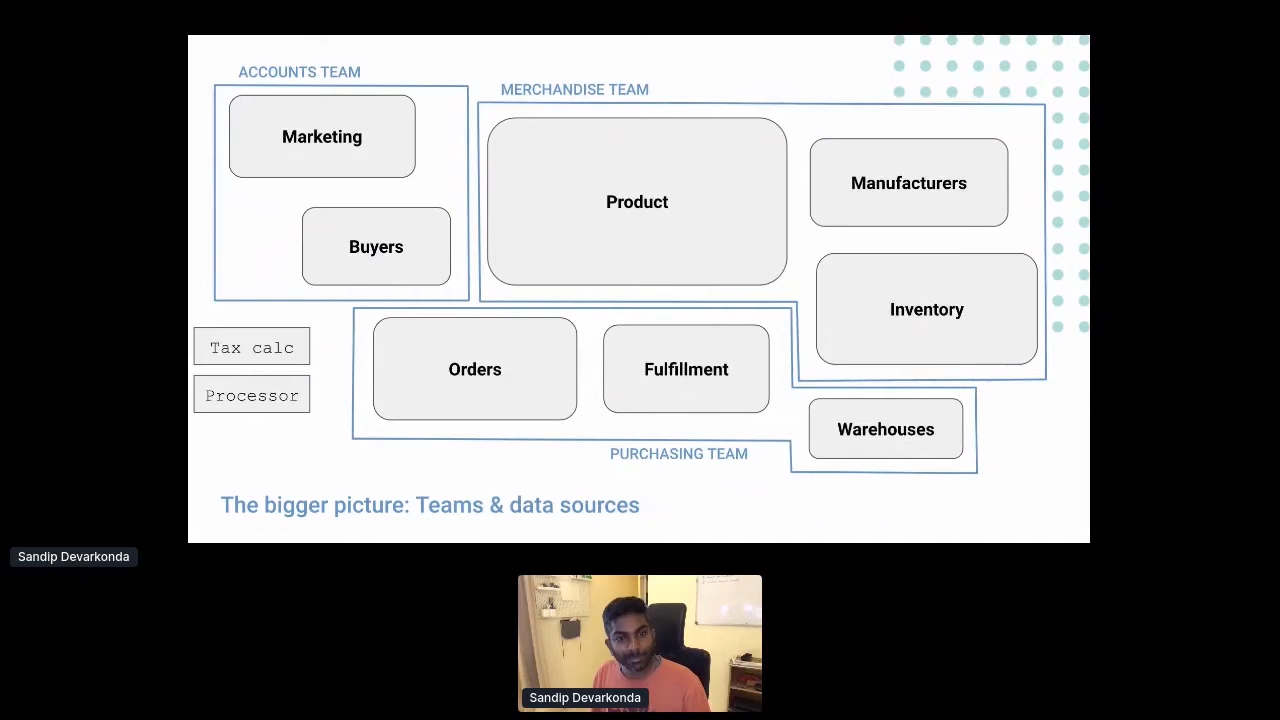 ACCOUNTS TEAM
MERCHANDISE TEAM
Marketing
Product
Manufacturers
Buyers
Inventory
Tax calc
Orders
Fulfillment
Processor
Warehouses
PURCHASING TEAM
The bigger picture: Teams & data sources
Sandip Devarkonda
Sandip Devarkonda